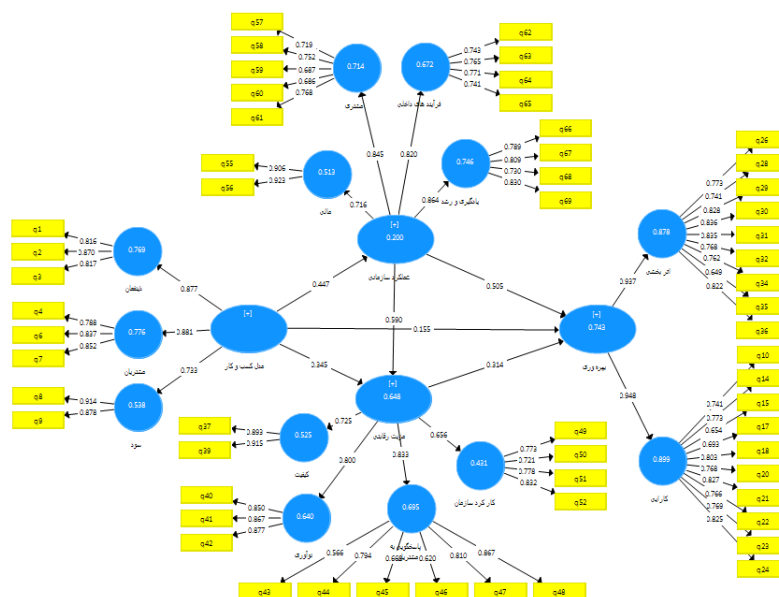 q57
q58
q59
q60
q61
0.719
0.752
0.687
0.686
0.768
0.714
مشتری
0.672
فرآیند های داخلی
0.743
0.765
0.771
0.741
q62
q63
q64
q65
q55
q56
0.906
0.923
0.513
مالی
0.716
0.845
0.820
0.864
0.746
یادگیری و رشد
0.789
0.809
0.730
0.830
q66
q67
q68
q69
[+]
0.200
عملکرد سازمانی
q1
q2
q3
0.816
0.870
0.817
0.769
ذینفعان
0.877
q4
q6
q7
0.788
0.837
0.852
0.776
مشتریان
0.881
q8
q9
0.914
0.878
0.538
سود
0.733
[+]
مدل کسب و کار
0.447
0.590
0.505
0.155
0.345
0.314
[+]
0.743
بهره وری
0.937
0.948
0.878
اثر بخشی
0.773
0.741
0.828
0.836
0.835
0.768
0.762
0.649
0.822
q26
q28
q29
q30
q31
q32
q34
q35
q36
[+]
0.648
مزیت رقابتی
0.725
0.800
0.833
0.656
q37
q39
0.893
0.915
0.525
کیفیت
q40
q41
q42
0.850
0.867
0.877
0.640
نوآوری
0.695
پاسخگویی به
مشتریان
0.566
0.794
0.620
0.810
0.867
q43
q44
q45
q46
q47
q48
0.431
کار کرد سازمان
0.773
0.721
0.778
0.832
q49
q50
q51
q52
0.899
کارایی
0.741
0.773
0.654
0.693
0.803
0.768
0.827
0.766
0.769
0.825
q10
q14
q15
q17
q18
q20
q21
q22
q23
q24